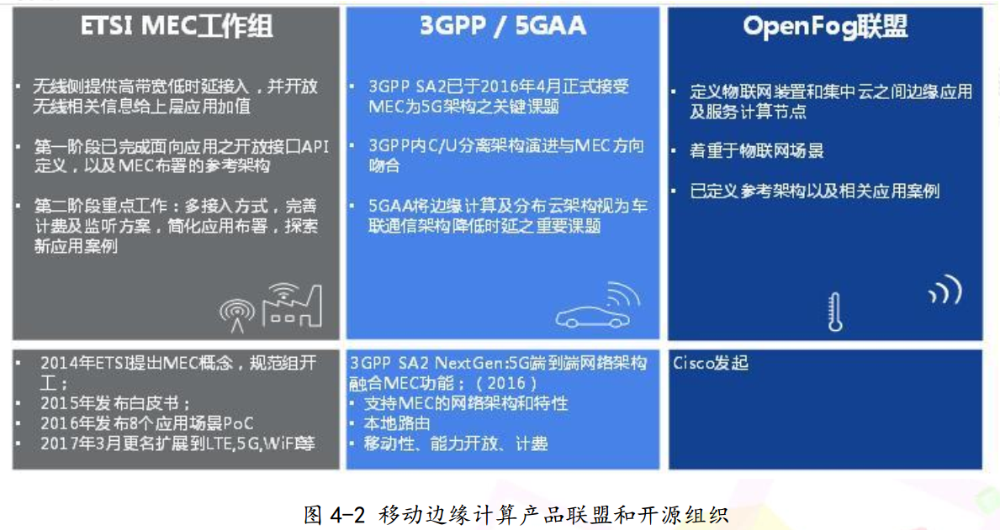 ETSI MEC工作组
▪ 无线侧提供高带宽低时延接入，并开放
无线相关信息给上层应用加值
▪ 第一阶段已完成面向应用之开放接口API
定义，以及MEC布署的参考架构
▪ 第二阶段重点工作：多接入方式，完善
计费及监听方案，简化应用布署，探索
新应用案例
▪ 2014年ETSI提出MEC概念，规范组开
工；
▪ 2015年发布白皮书；
▪ 2016年发布8个应用场景PoC
▪ 2017年3月更名扩展到LTE,5G,WiFI等
3GPP / 5GAA
▪ 3GPP SA2已于2016年4月正式接受
MEC为5G架构之关键课题
▪ 3GPP内C/U分离架构演进与MEC方向
吻合
▪ 5GAA将边缘计算及分布云架构视为车
联通信架构降低时延之重要课题
3GPP SA2 NextGen:5G端到端网络架构
融合MEC功能；（2016）
▪ 支持MEC的网络架构和特性
▪ 本地路由
▪ 移动性、能力开放、计费
OpenFog联盟
▪ 定义物联网装置和集中云之间边缘应用
及服务计算节点
▪ 着重于物联网场景
▪ 已定义参考架构以及相关应用案例
Cisco发起
图 4-2 移动边缘计算产品联盟和开源组织